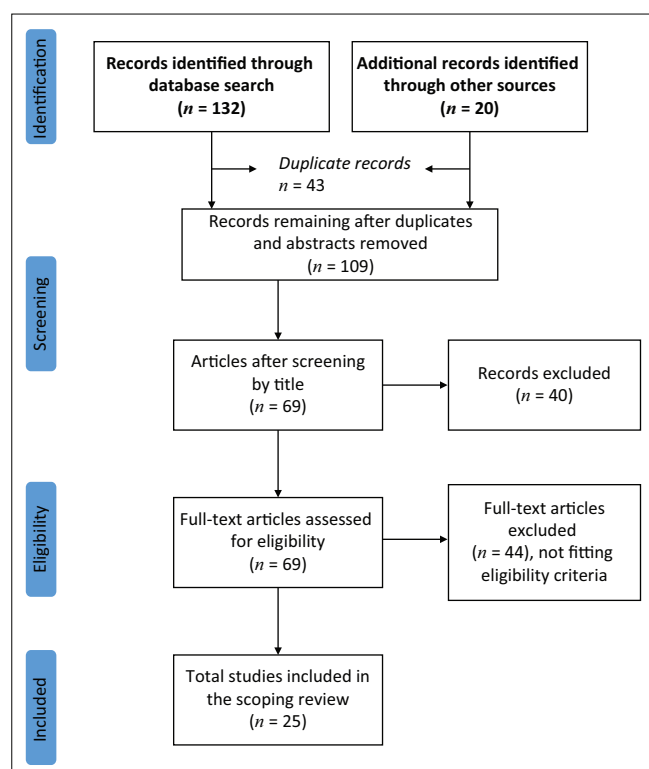 Identification
Records identified through
database search
(n = 132)
Additional records identified
through other sources
(n = 20)
Duplicate records
n = 43
Records remaining after duplicates
and abstracts removed
(n = 109)
Screening
Articles after screening
by title
(n = 69)
Records excluded
(n = 40)
Eligibility
Full-text articles assessed
for eligibility
(n = 69)
Full-text articles
excluded
(n = 44), not fitting
eligibility criteria
Included
Total studies included in
the scoping review
(n = 25)